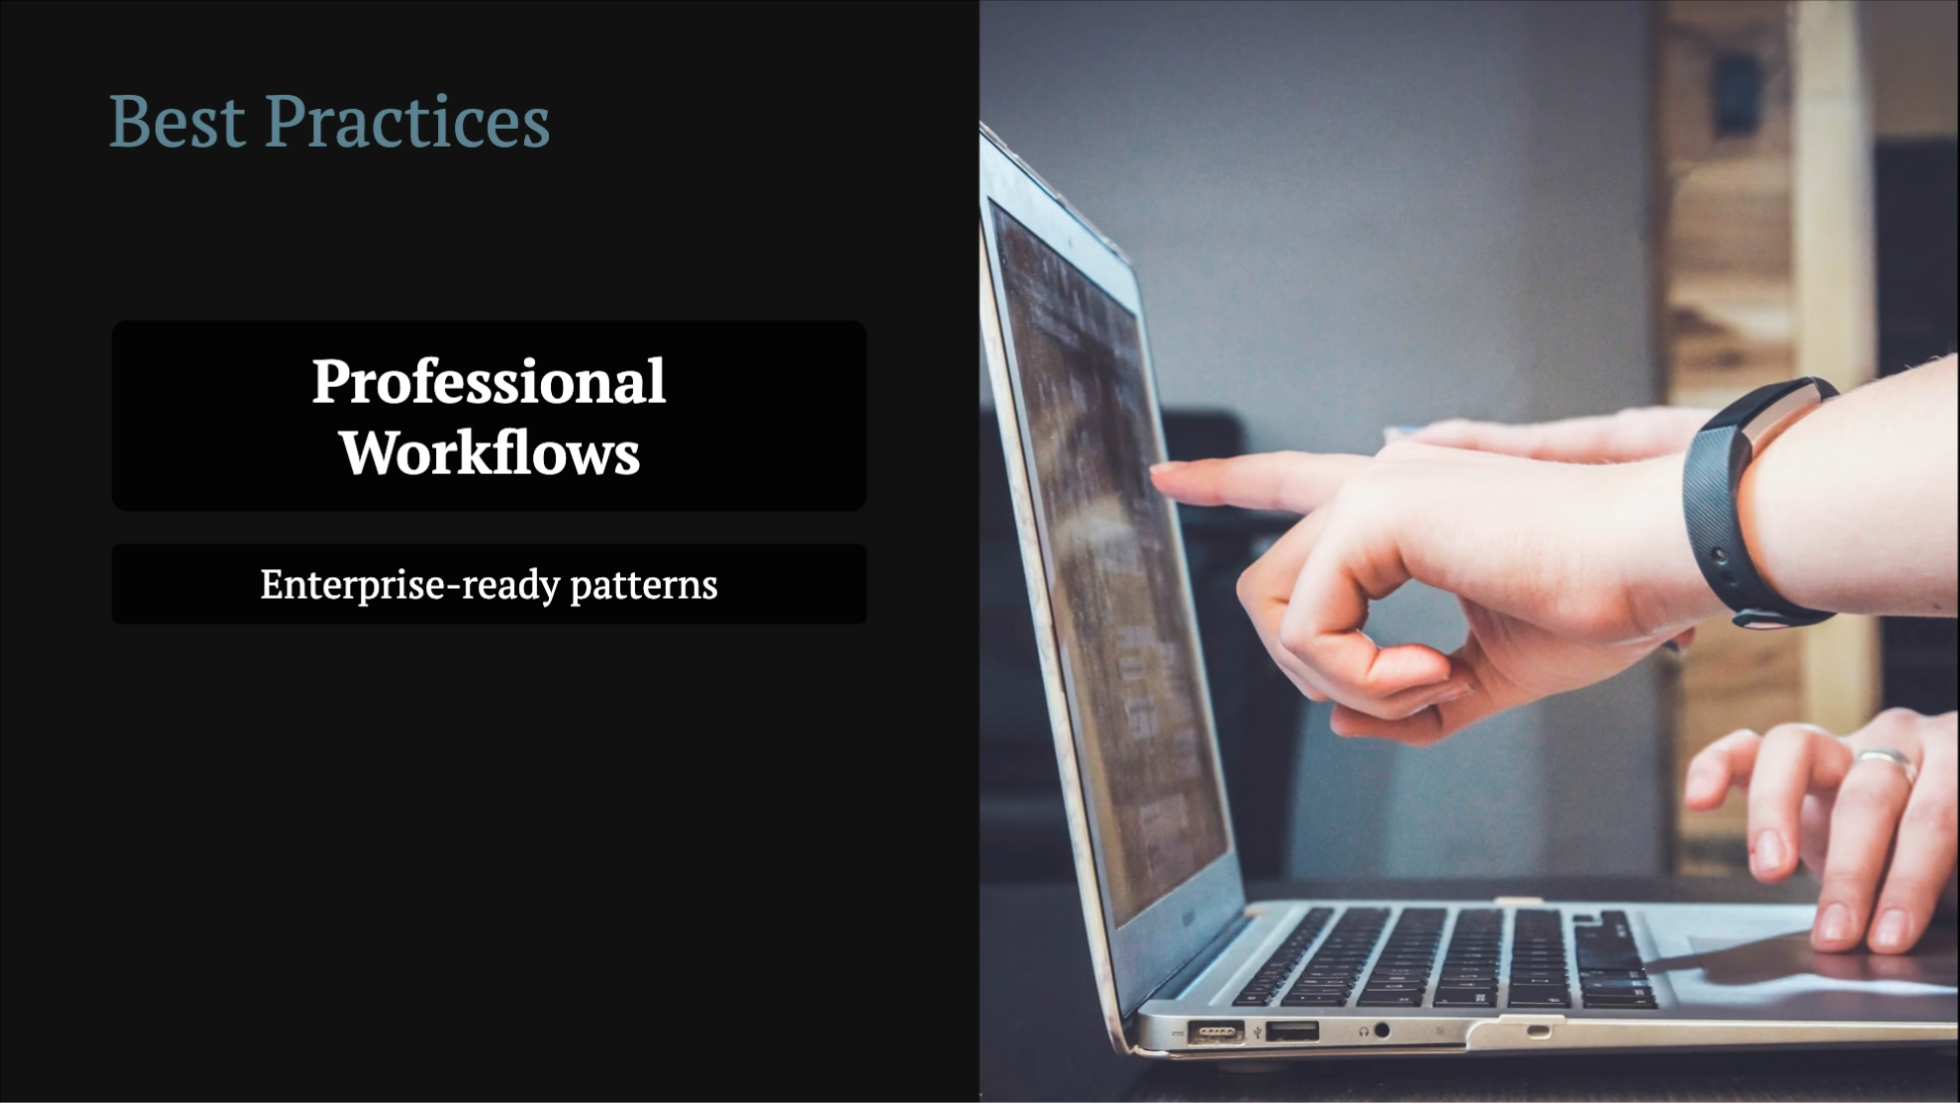 Best Practices
Professional
Workflows
Enterprise-ready patterns